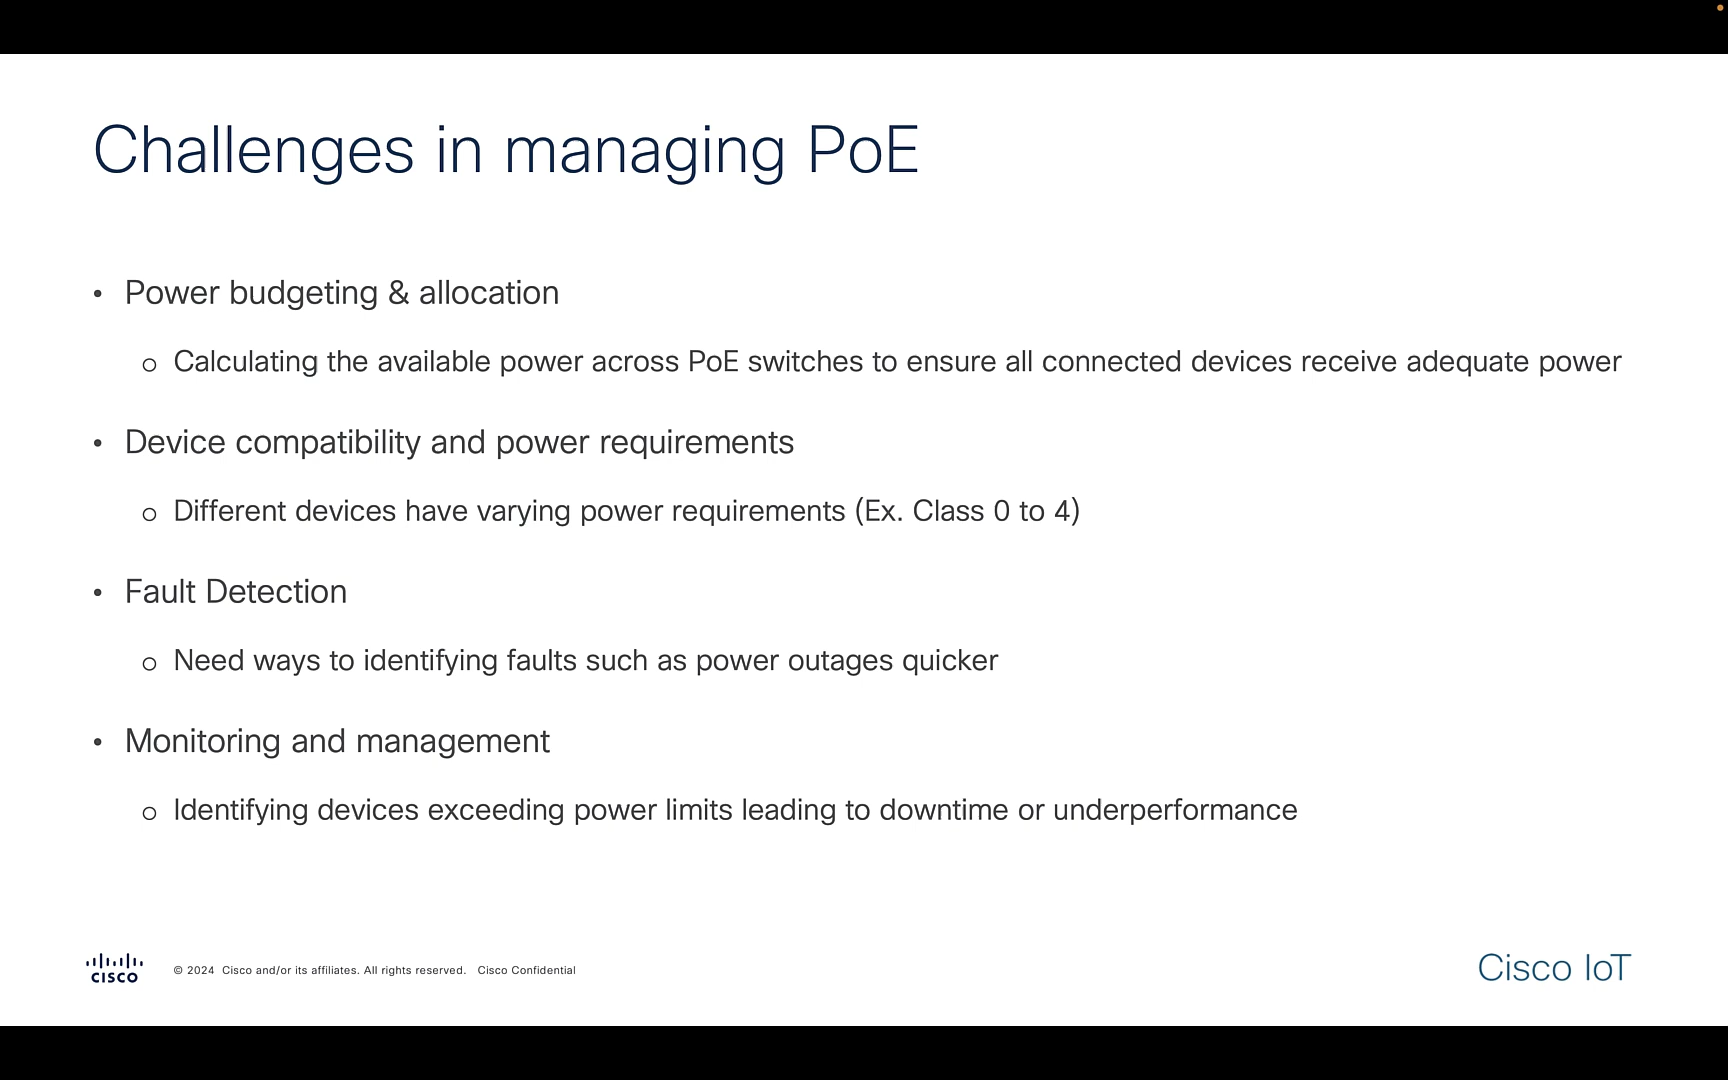 Challenges in managing PoE
• Power budgeting & allocation
o Calculating the available power across PoE switches to ensure all connected devices receive adequate power
• Device compatibility and power requirements
o Different devices have varying power requirements (Ex. Class 0 to 4)
• Fault Detection
o Need ways to identifying faults such as power outages quicker
• Monitoring and management
o Identifying devices exceeding power limits leading to downtime or underperformance
CISCO © 2024 Cisco and/or its affiliates. All rights reserved. Cisco Confidential
Cisco IoT